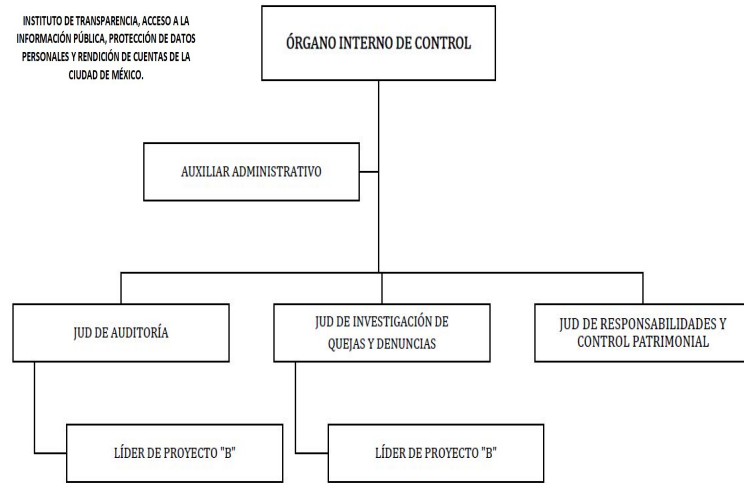 INSTITUTO DE TRANSPARENCIA, ACCESO A LA
INFORMACIÓN PÚBLICA, PROTECCIÓN DE DATOS
PERSONALES Y RENDICIÓN DE CUENTAS DE LA
CIUDAD DE MÉXICO.
ÓRGANO INTERNO DE CONTROL
AUXILIAR ADMINISTRATIVO
JUD DE AUDITORÍA
JUD DE INVESTIGACIÓN DE
QUEJAS Y DENUNCIAS
JUD DE RESPONSABILIDADES Y
CONTROL PATRIMONIAL
LÍDER DE PROYECTO "B"
LÍDER DE PROYECTO "B"